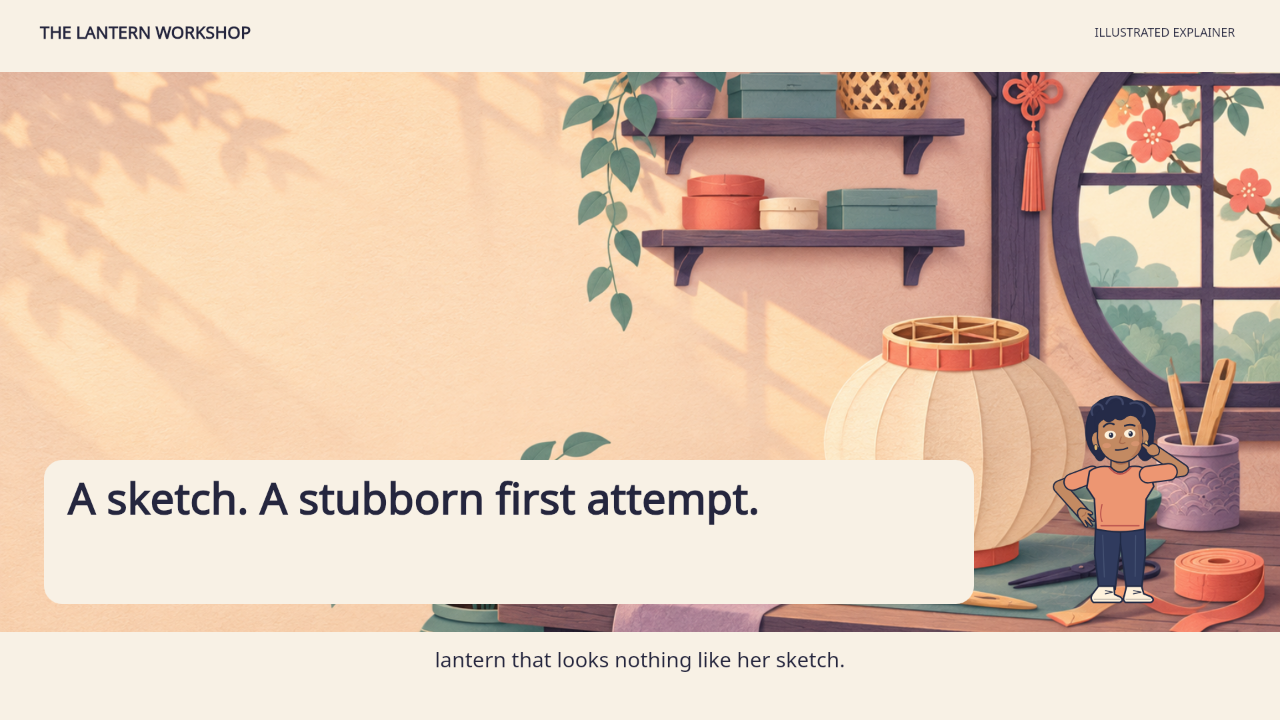 THE LANTERN WORKSHOP
ILLUSTRATED EXPLAINER
A sketch. A stubborn first attempt.
lantern that looks nothing like her sketch.